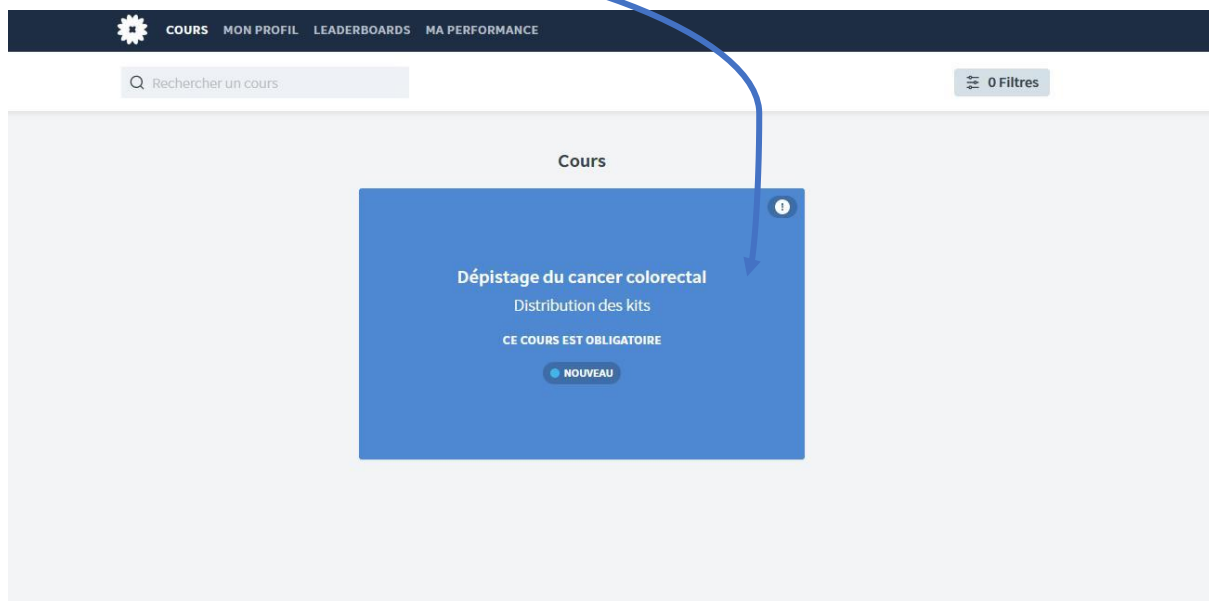 COURS MON PROFIL LEADERBOARDS MA PERFORMANCE
Rechercher un cours
0 Filtres
Cours
Dépistage du cancer colorectal
Distribution des kits
CE COURS EST OBLIGATOIRE
NOUVEAU